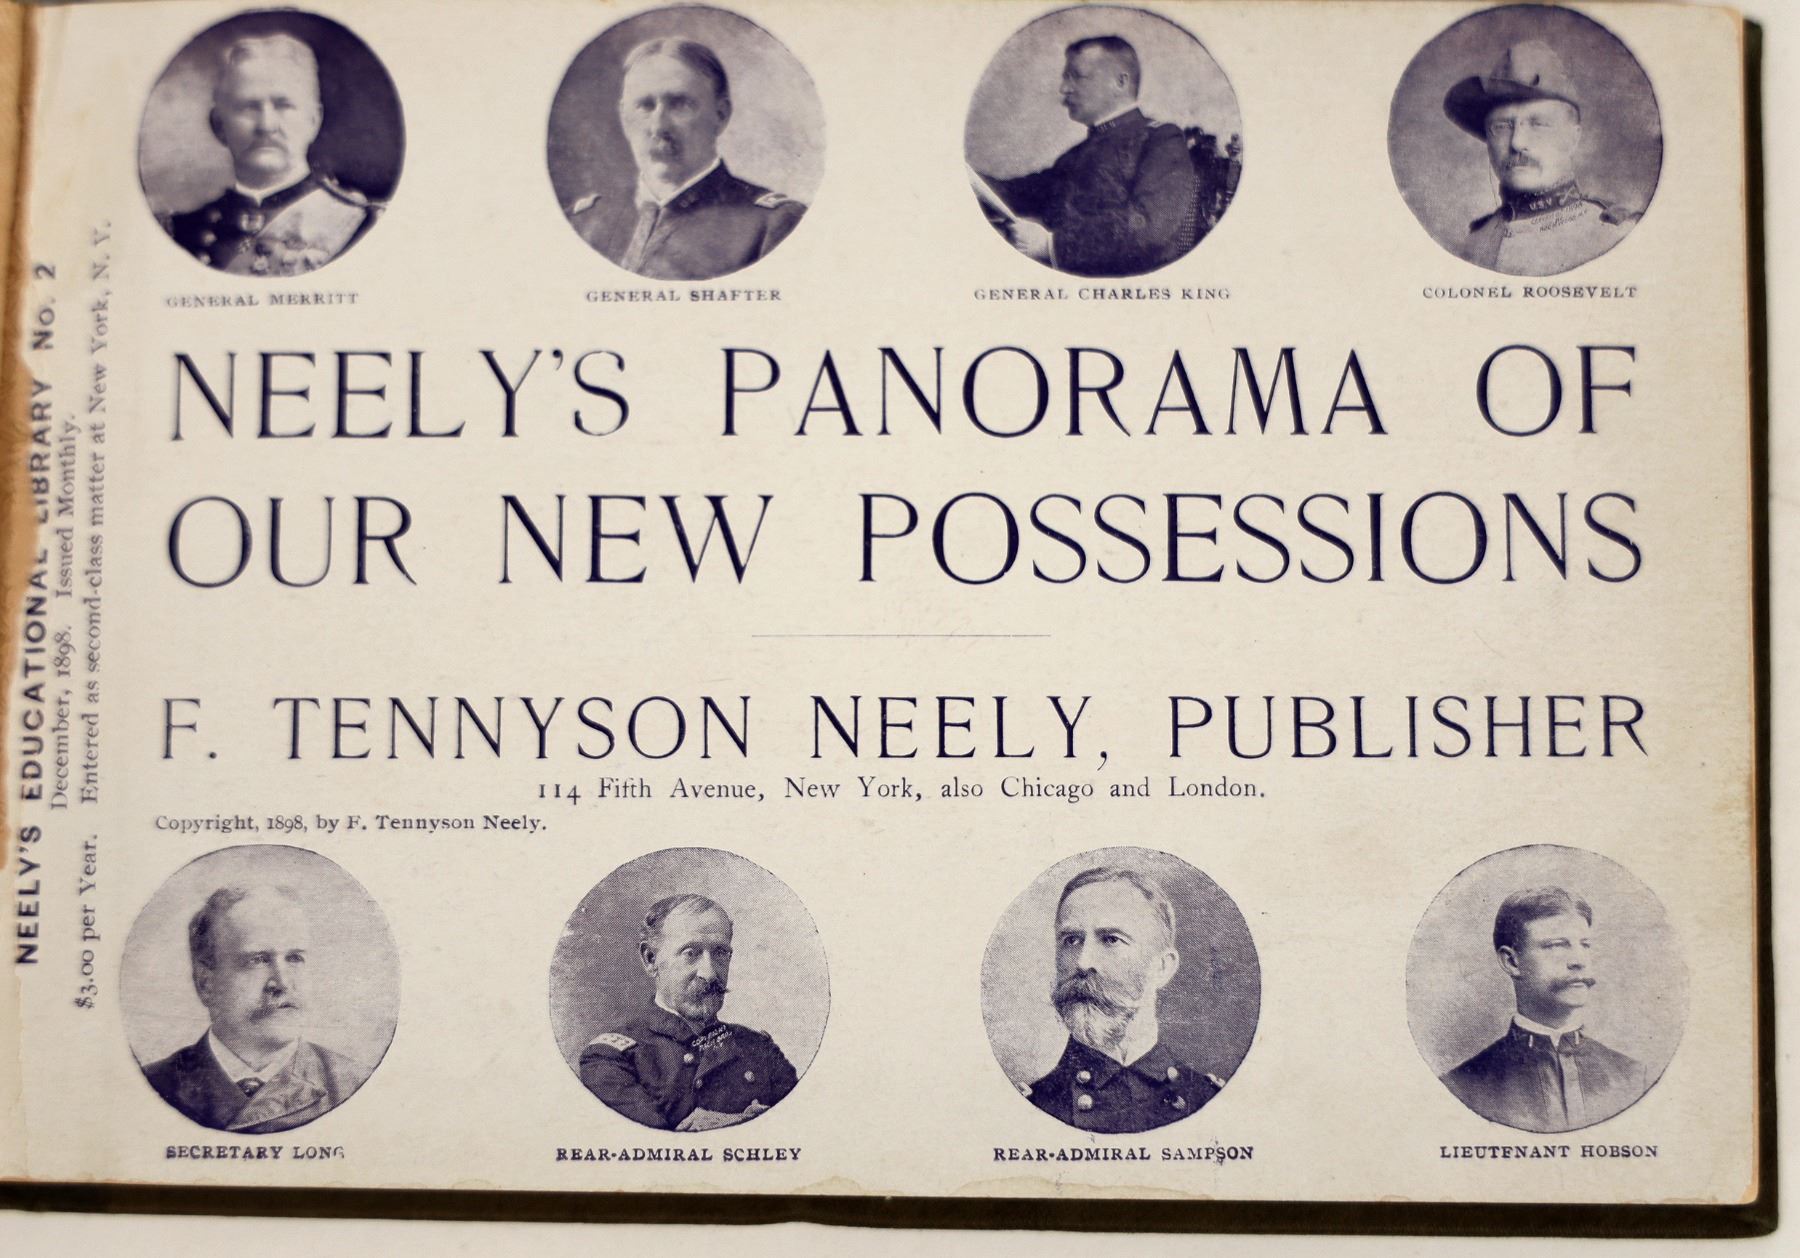 GENERAL MERRITT
GENERAL SHAFTER
GENERAL CHARLES KING
COLONEL ROOSEVELT
NEELY'S PANORAMA OF
OUR NEW POSSESSIONS
F. TENNYSON NEELY, PUBLISHER
114 Fifth Avenue, New York, also Chicago and London.
Copyright, 1898, by F. Tennyson Neely.
SECRETARY LONG
REAR-ADMIRAL SCHLEY
REAR-ADMIRAL SAMPSON
LIEUTENANT HOBSON
NEELY'S EDUCATIONAL LIBRARY No. 2
December, 1898. Issued Monthly.
$3.00 per Year. Entered as second-class matter at New York, N. Y.